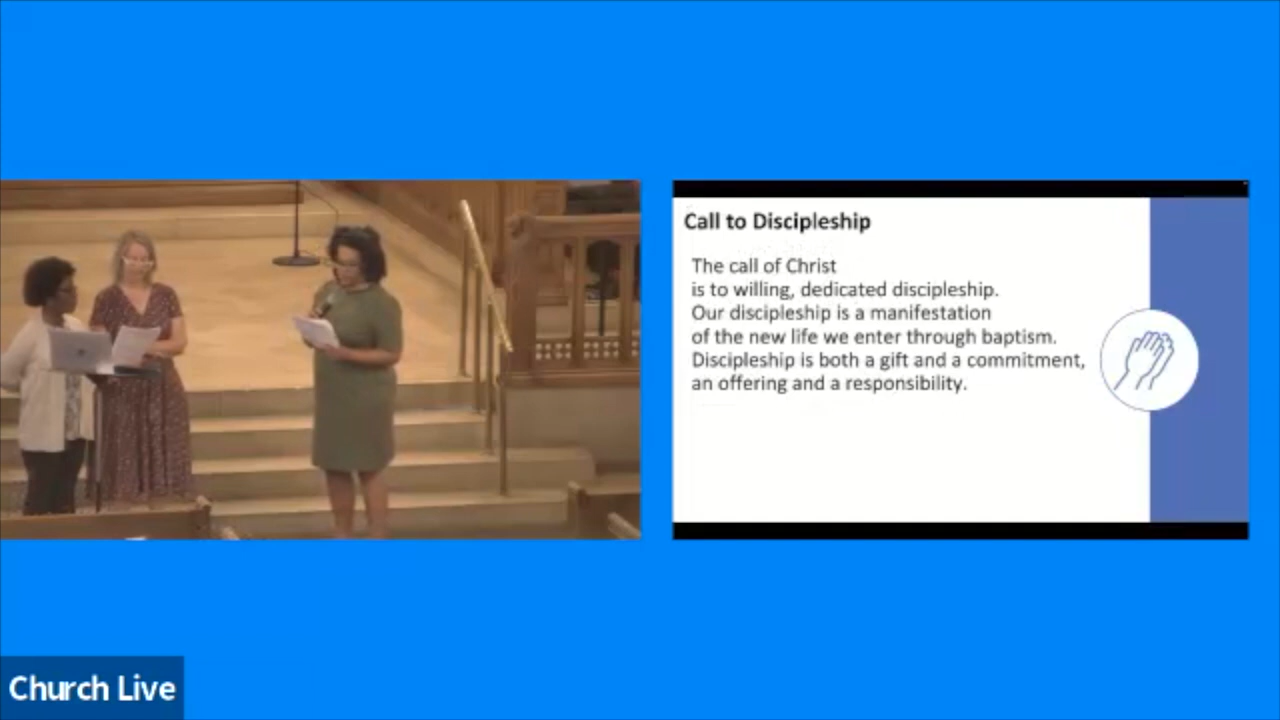 Call to Discipleship
The call of Christ
is to willing, dedicated discipleship.
Our discipleship is a manifestation
of the new life we enter through baptism.
Discipleship is both a gift and a commitment,
an offering and a responsibility.
Church Live